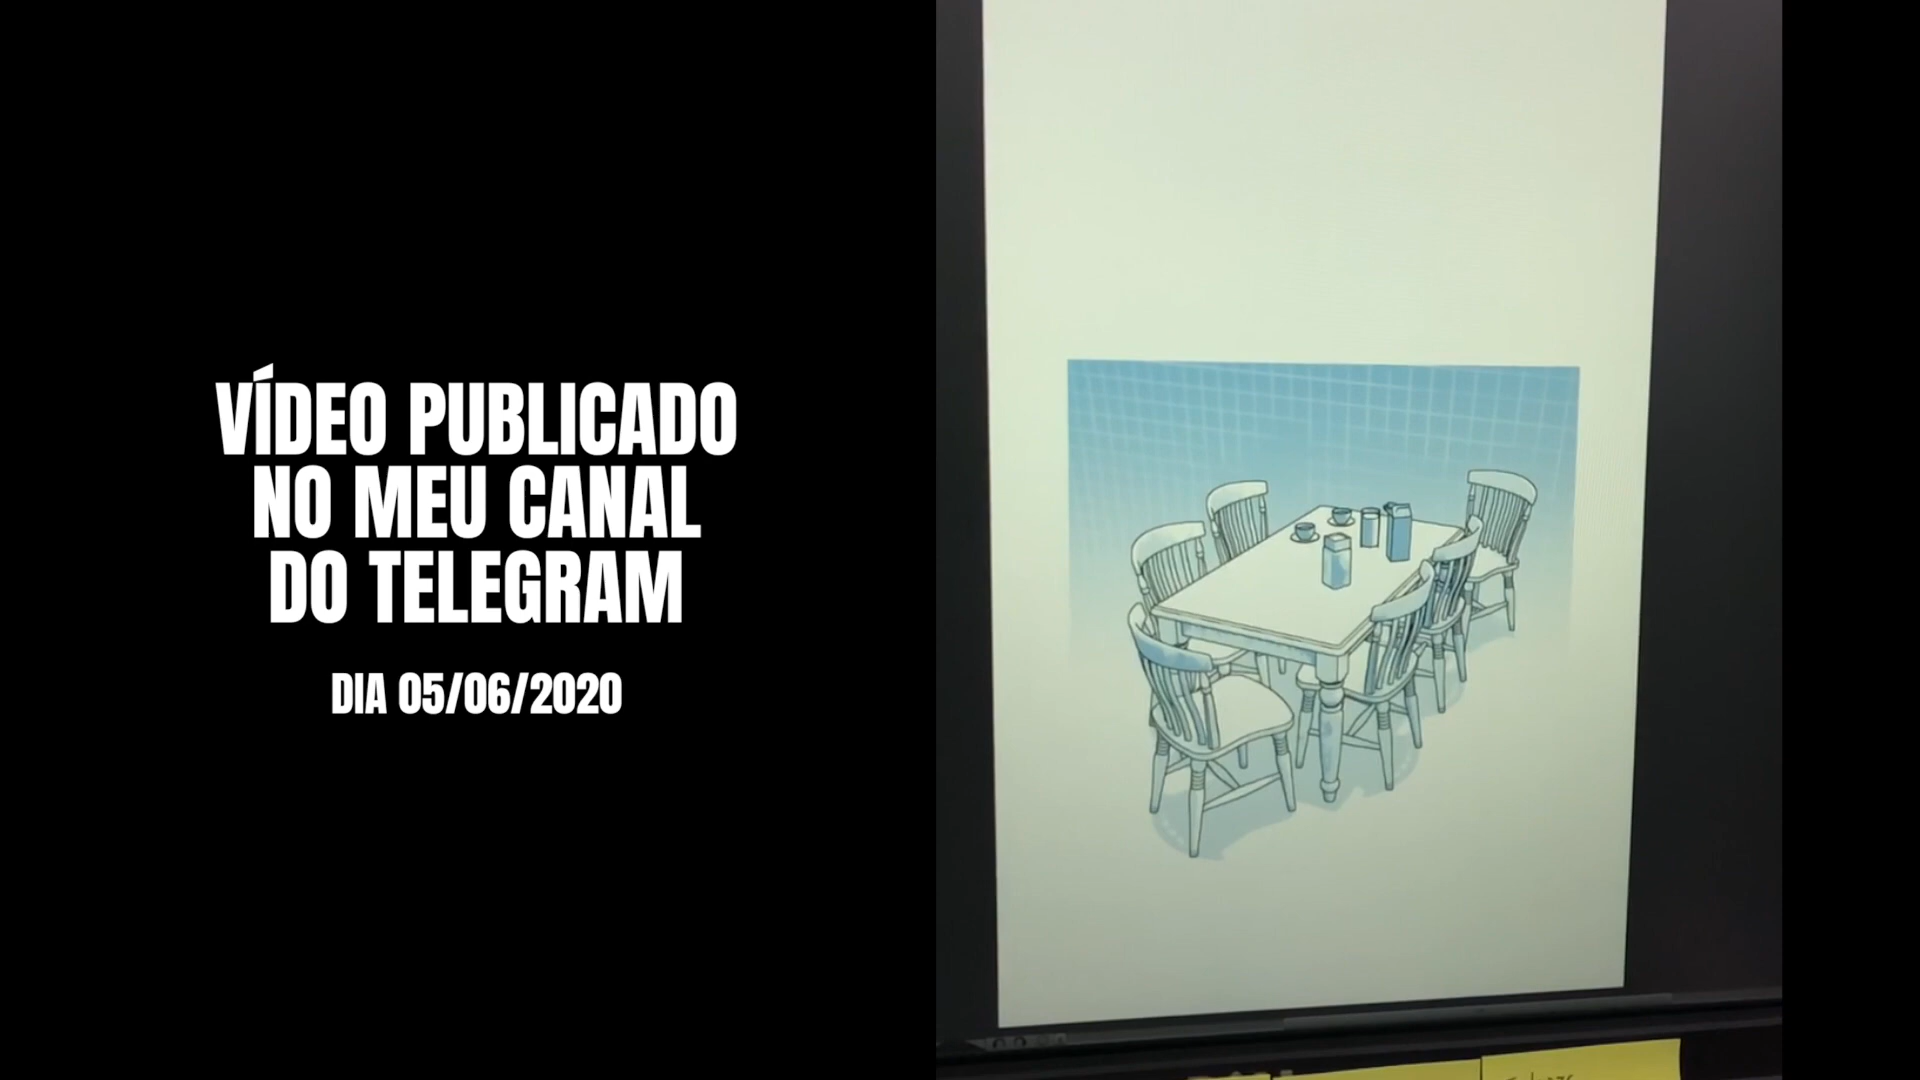 VÍDEO PUBLICADO
NO MEU CANAL
DO TELEGRAM
DIA 05/06/2020